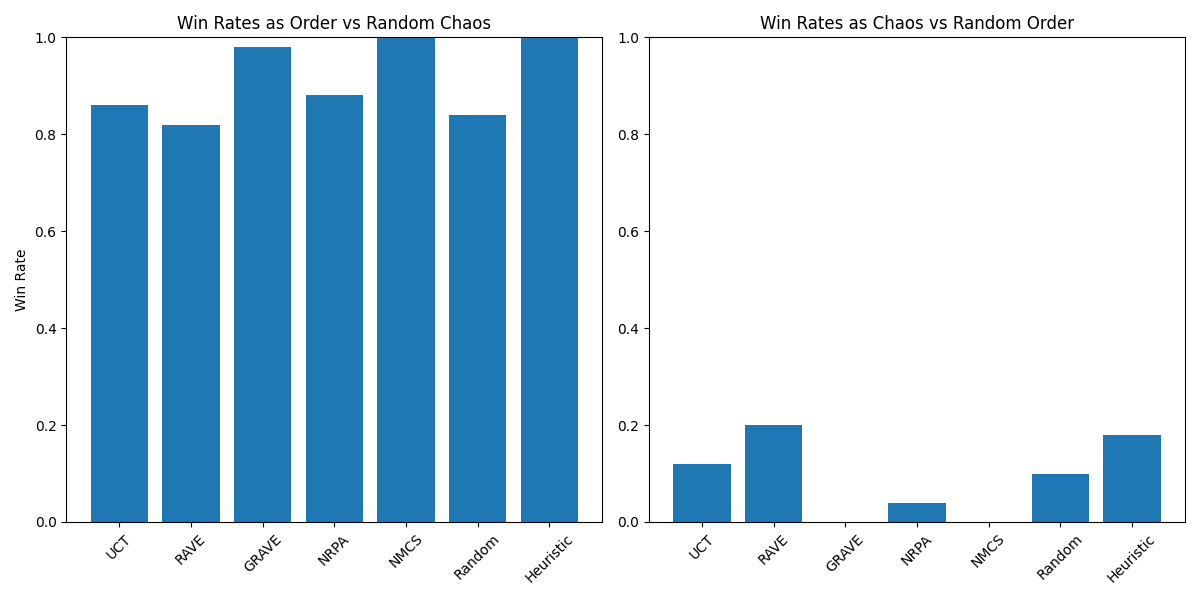 Win Rates as Order vs Random Chaos
Win Rate
1.0
0.8
0.6
0.4
0.2
0.0
UCT
RAVE
GRAVE
NRPA
NMCS
Random
Heuristic
Win Rates as Chaos vs Random Order
1.0
0.8
0.6
0.4
0.2
0.0
UCT
RAVE
GRAVE
NRPA
NMCS
Random
Heuristic